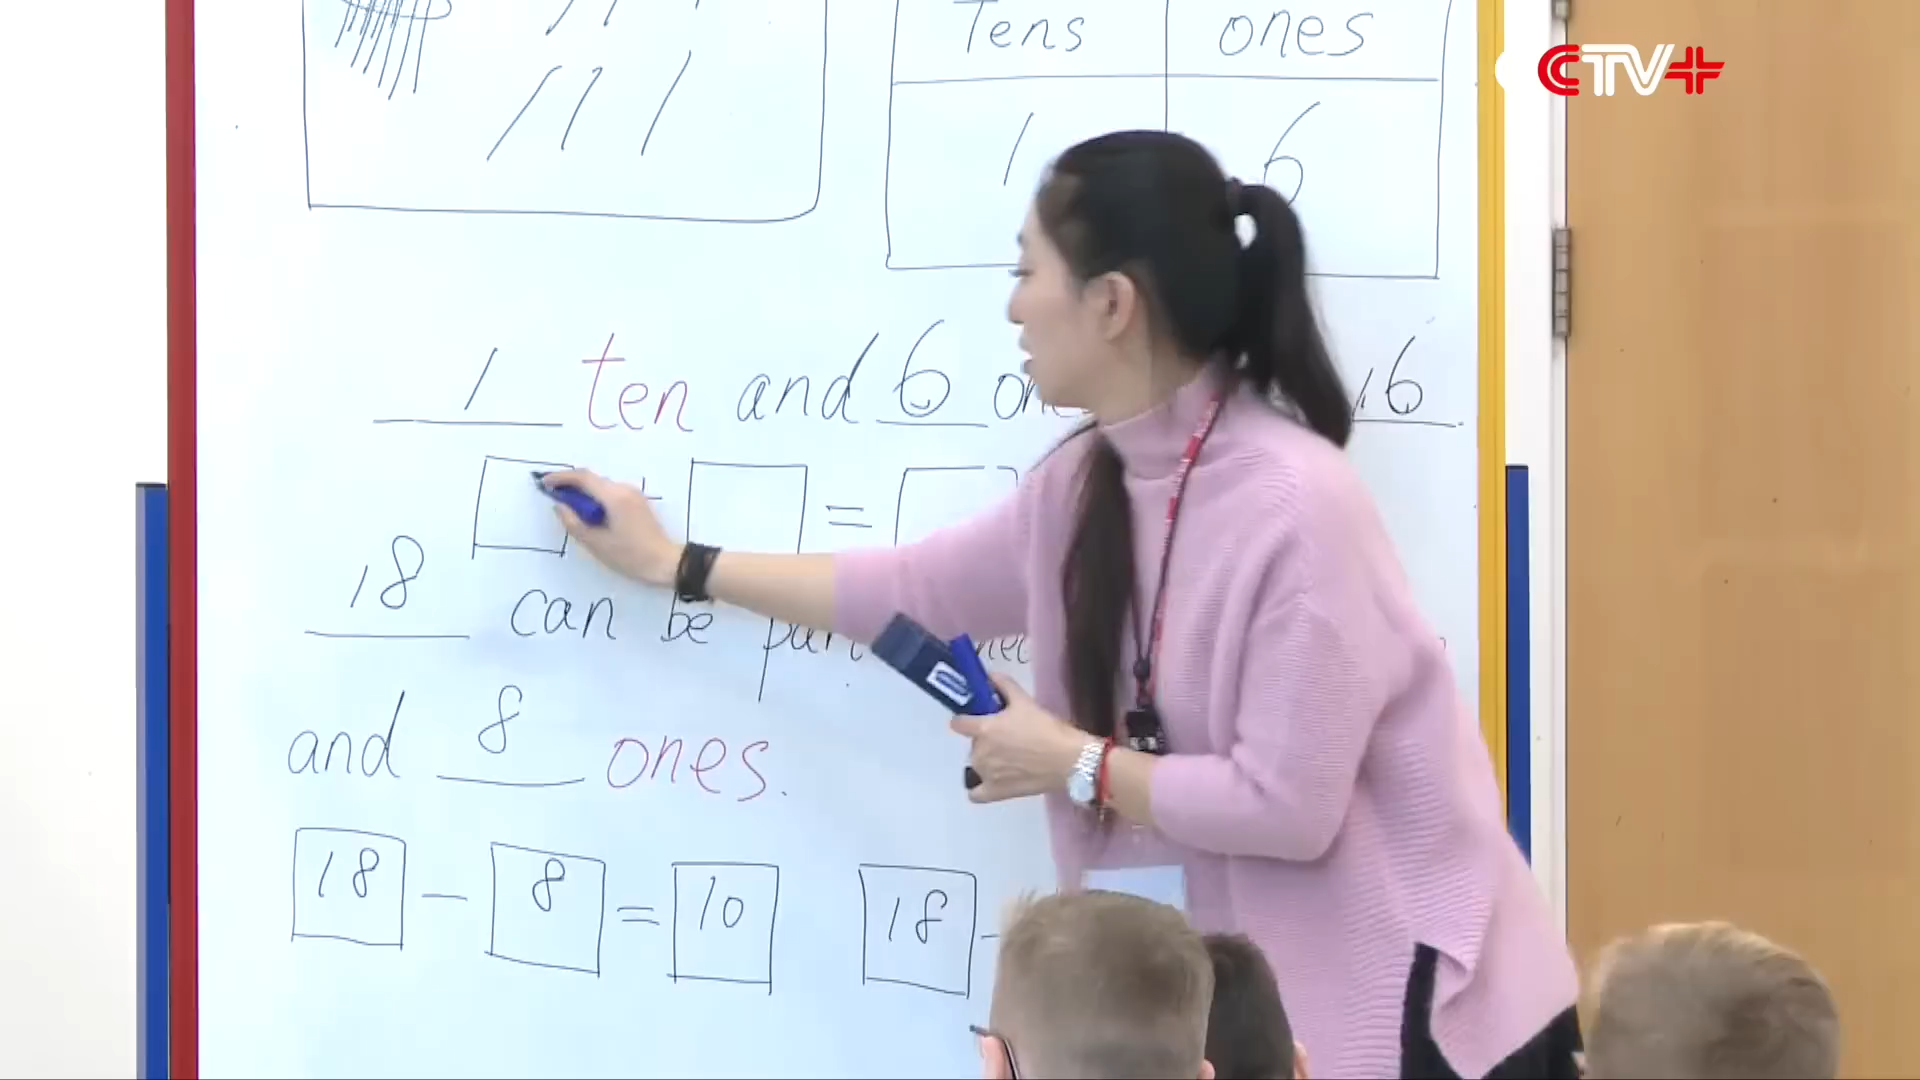 CCTV+
Tens ones
1 6
1 ten and 6 16
+ =
18 can be
and 8 ones.
18 - 8 = 10 18 -